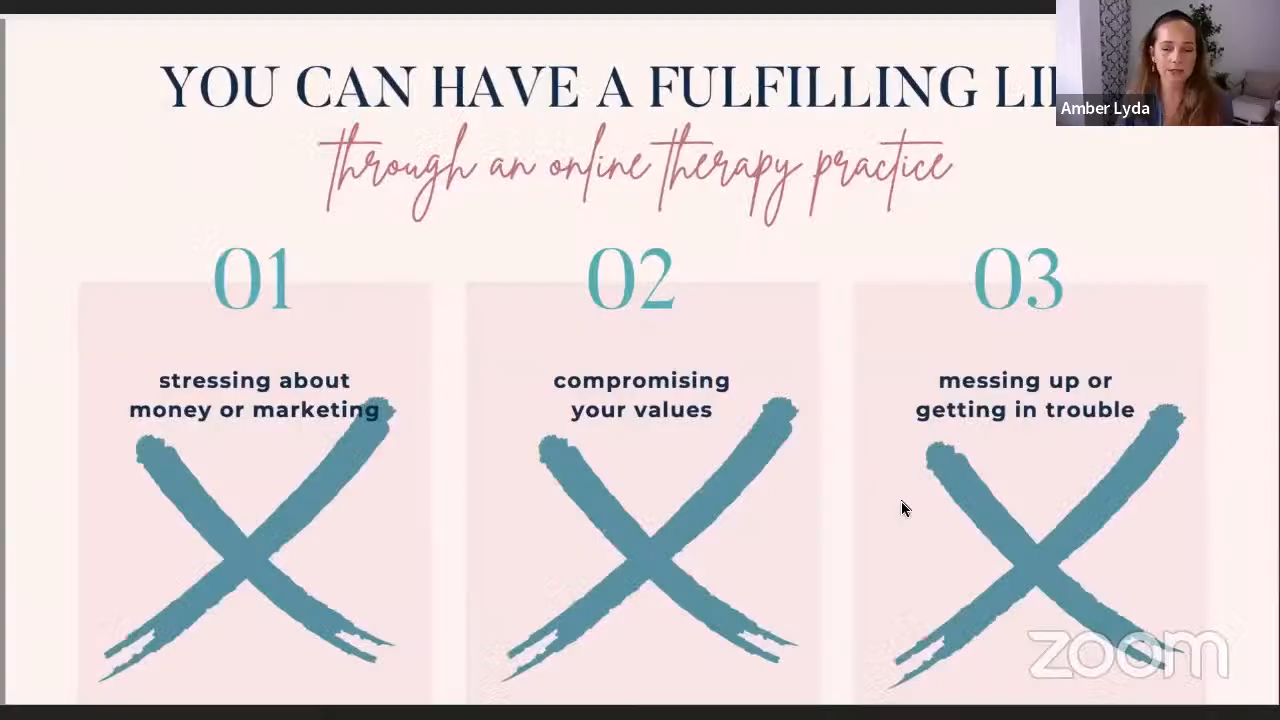 YOU CAN HAVE A FULFILLING
Amber Lyda
through an online therapy practice
01
02
03
stressing about
money or marketing
compromising
your values
messing up or
getting in trouble
zoom